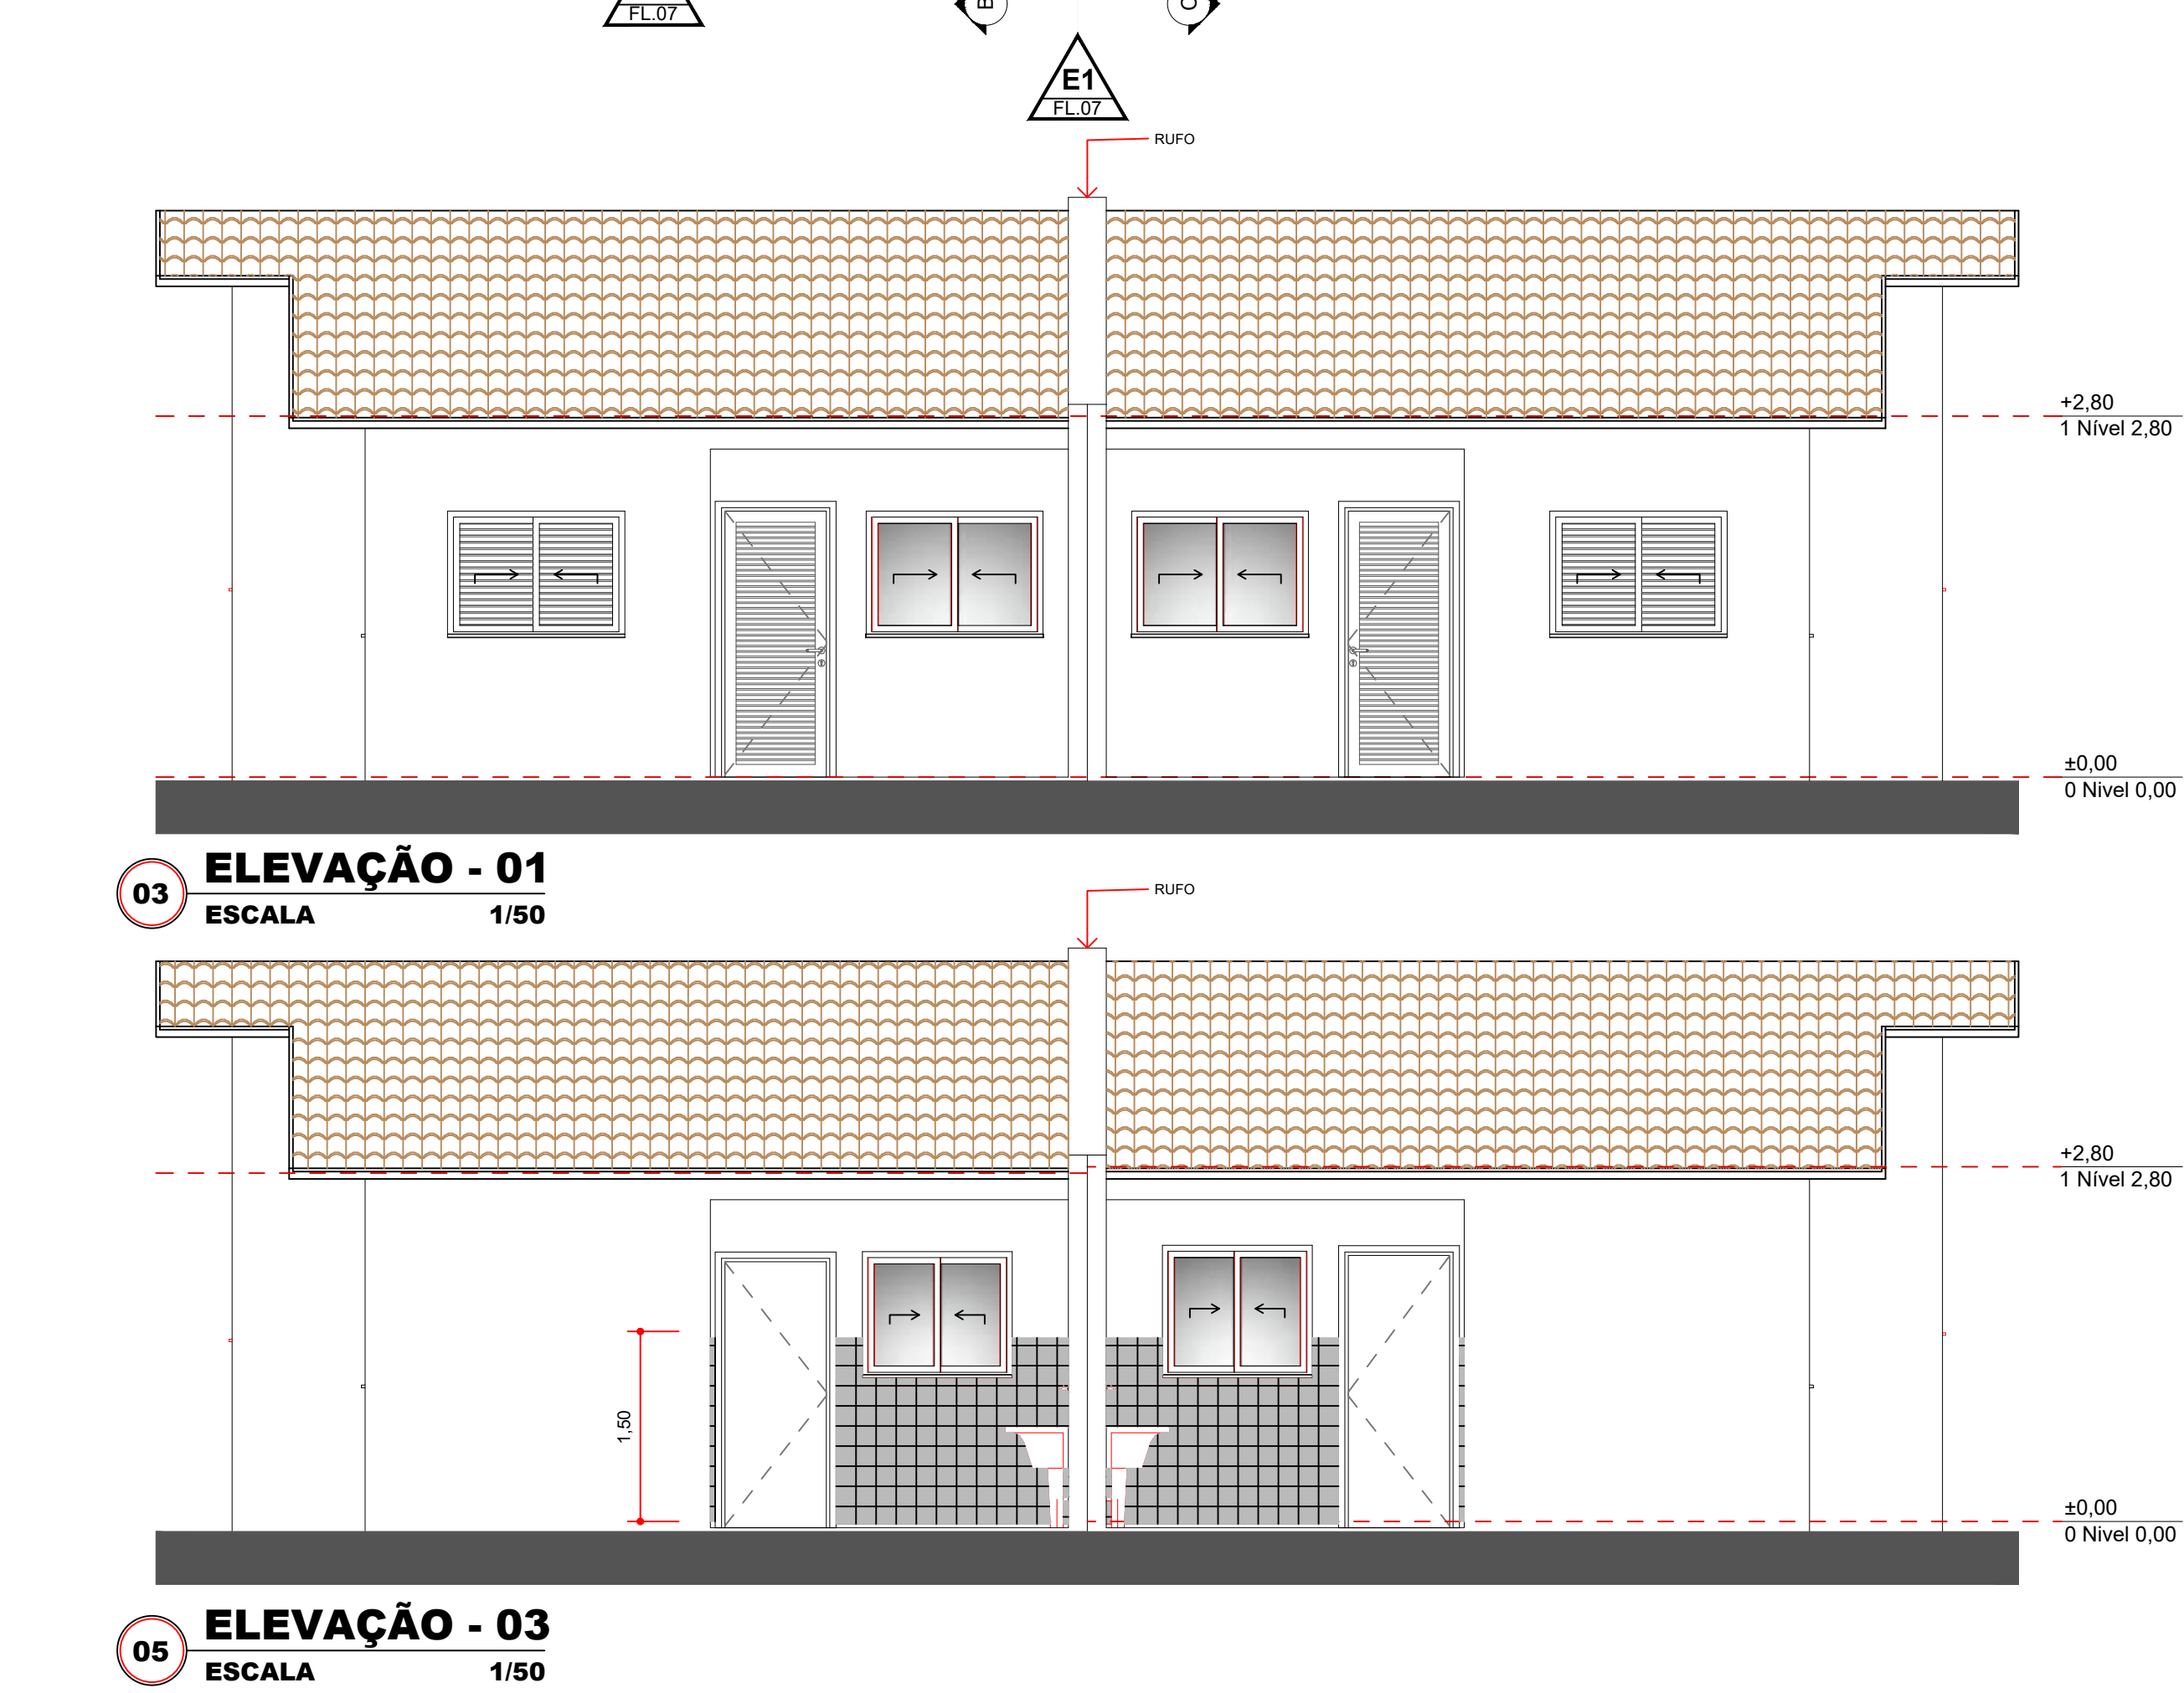 FL.07
B
C
E1
FL.07
RUFO
+2,80
1 Nível 2,80
±0,00
0 Nivel 0,00
03
ELEVAÇÃO - 01
ESCALA 1/50
RUFO
+2,80
1 Nível 2,80
1,50
±0,00
0 Nivel 0,00
05
ELEVAÇÃO - 03
ESCALA 1/50